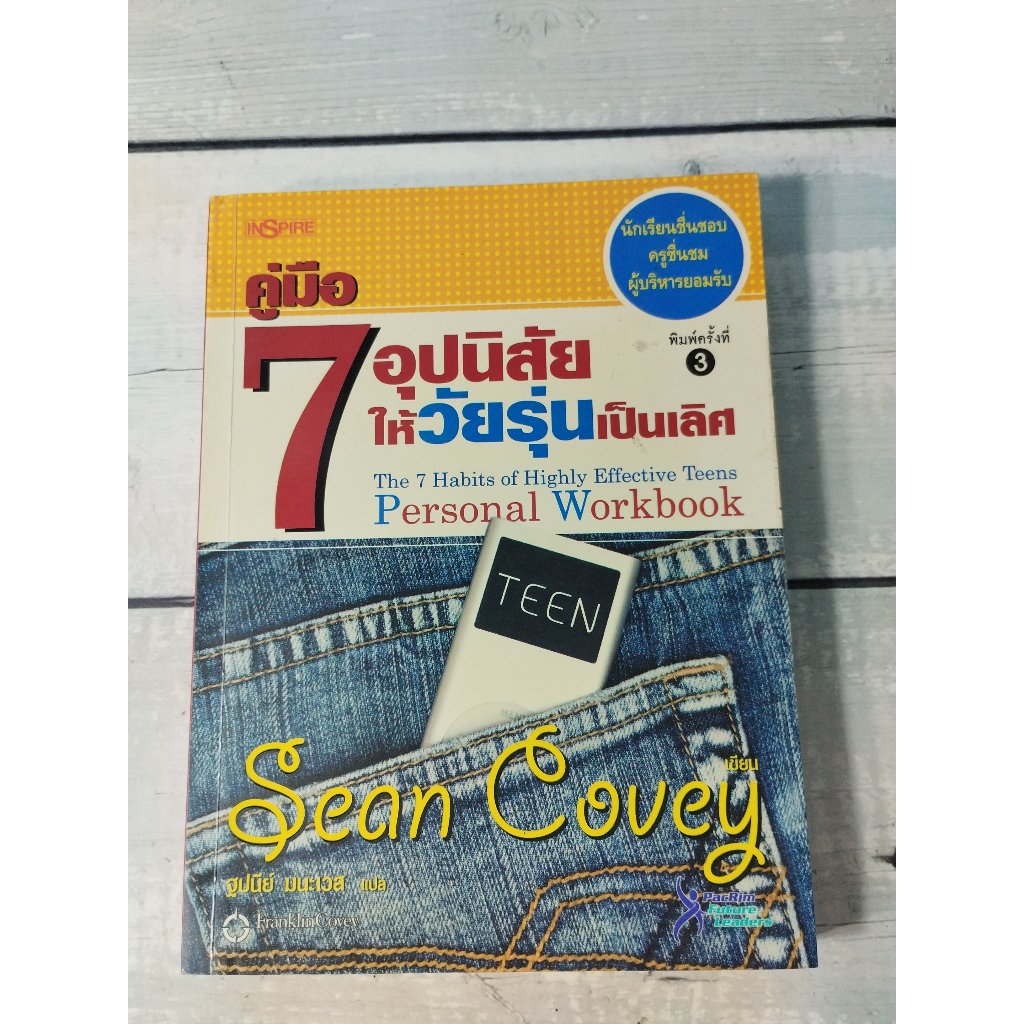 INSPIRE
นักเรียนชื่นชอบ
ครูชื่นชม
ผู้บริหารยอมรับ
คู่มือ
พิมพ์ครั้งที่
3
7 อุปนิสัย
ให้วัยรุ่นเป็นเลิศ
The 7 Habits of Highly Effective Teens
Personal Workbook
TEEN
Sean Covey
เขียน
ฐปนีย์ มนะเวส แปล
FranklinCovey
PacRim
Future
Leaders